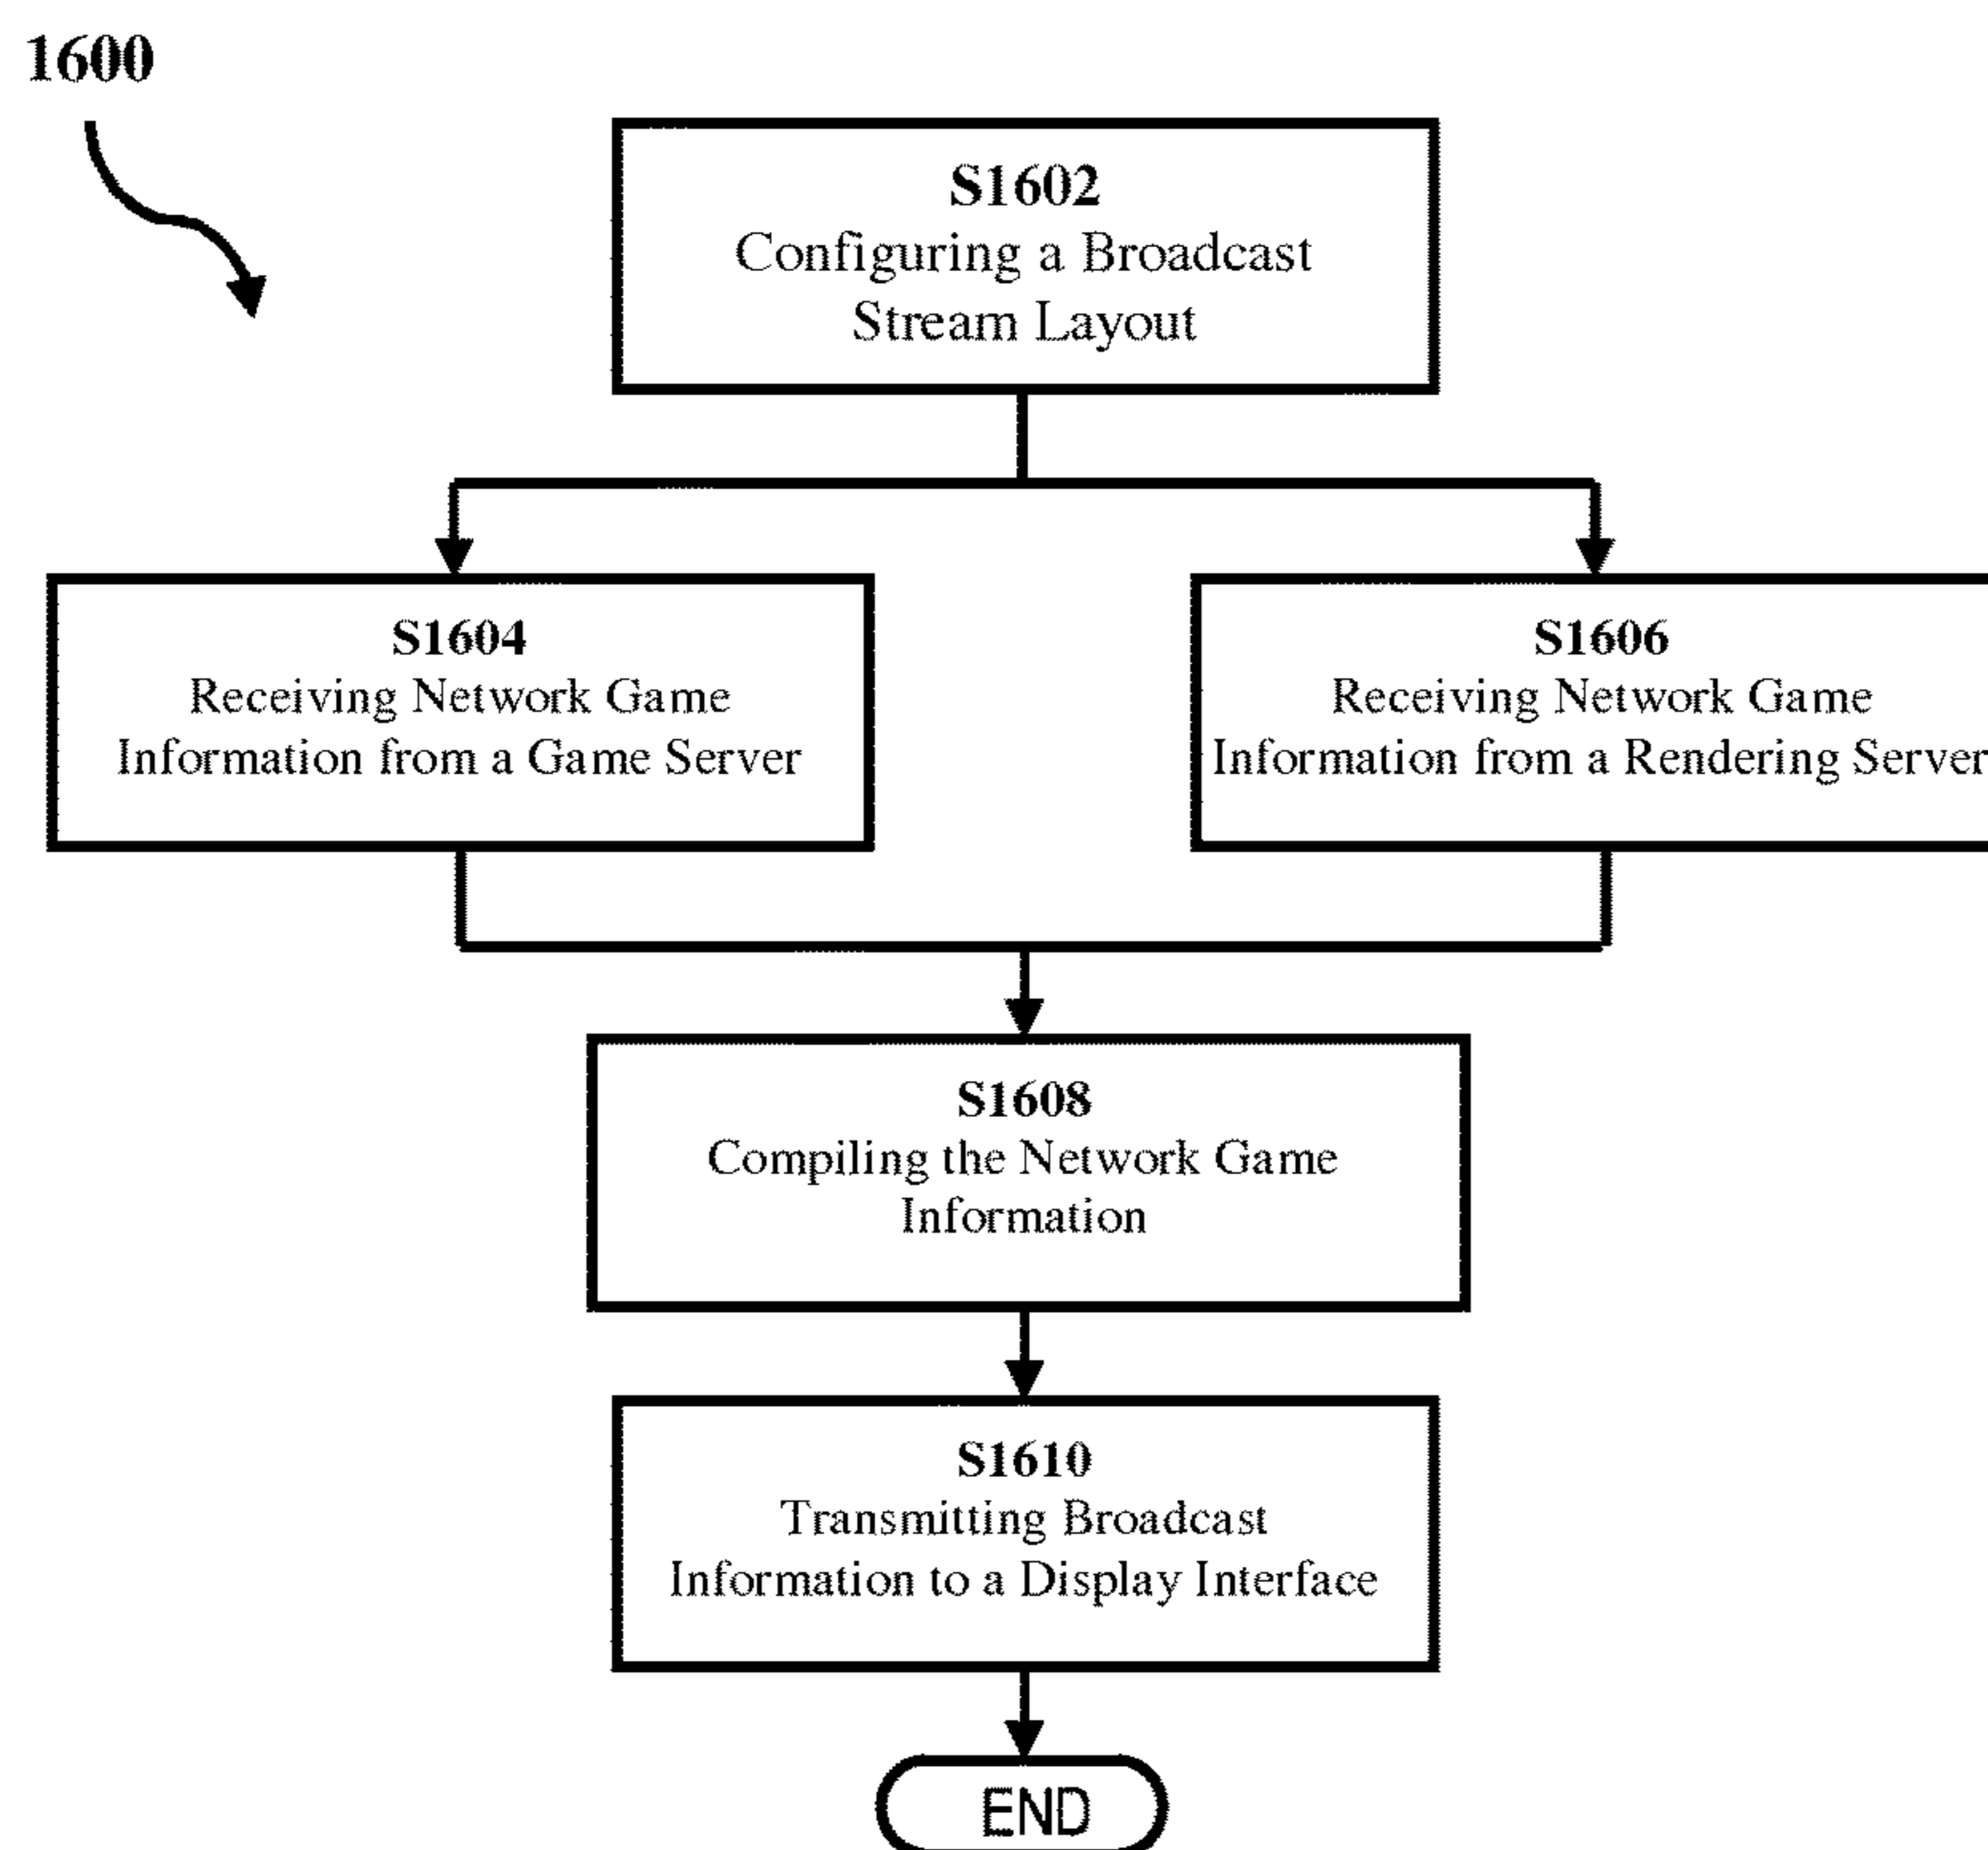 1600
S1602
Configuring a Broadcast
Stream Layout
S1604
Receiving Network Game
Information from a Game Server
S1606
Receiving Network Game
Information from a Rendering Server
S1608
Compiling the Network Game
Information
S1610
Transmitting Broadcast
Information to a Display Interface
END